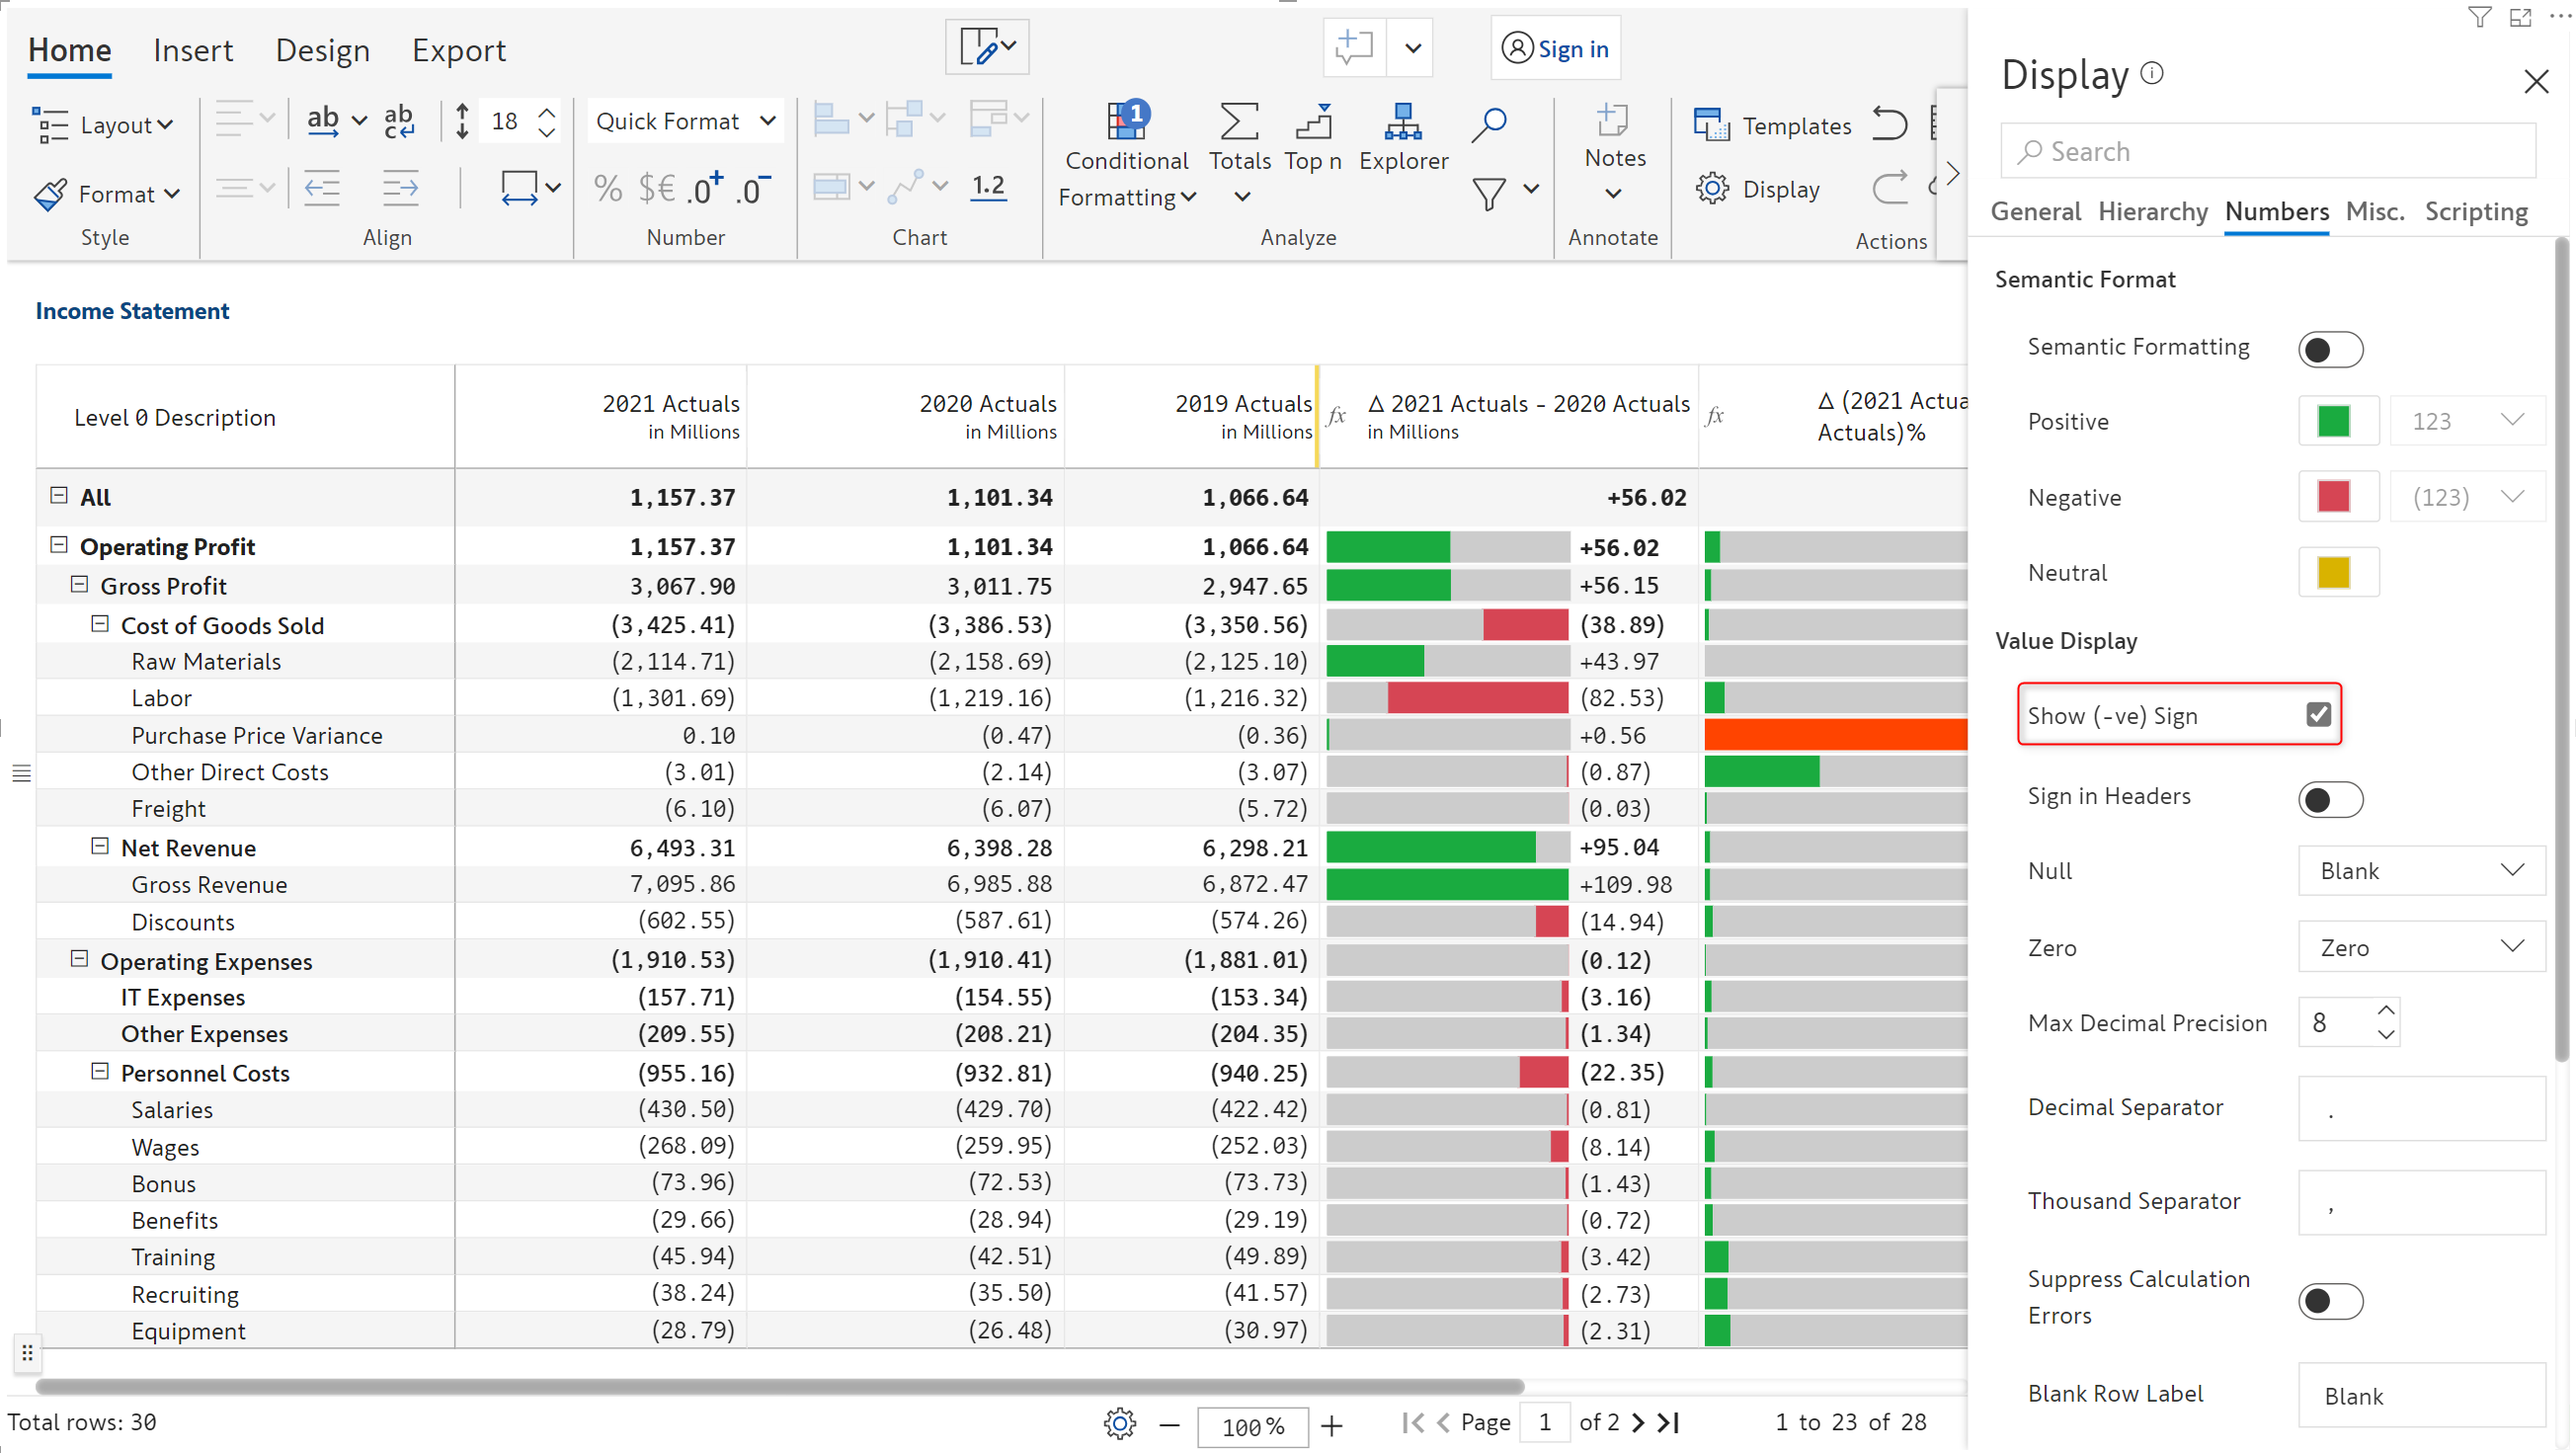 Home Insert Design Export Sign in
Layout ab ab c 18 Quick Format 1 Templates
Conditional Formatting Totals Top n Explorer Notes
Format % $€ .0+ .0- 1.2 Display
Style Align Number Chart Analyze Annotate Actions
Income Statement
Level 0 Description 2021 Actuals in Millions 2020 Actuals in Millions 2019 Actuals in Millions fx Δ 2021 Actuals - 2020 Actuals in Millions fx Δ (2021 Actua Actuals)%
All 1,157.37 1,101.34 1,066.64 +56.02
Operating Profit 1,157.37 1,101.34 1,066.64 +56.02
Gross Profit 3,067.90 3,011.75 2,947.65 +56.15
Cost of Goods Sold (3,425.41) (3,386.53) (3,350.56) (38.89)
Raw Materials (2,114.71) (2,158.69) (2,125.10) +43.97
Labor (1,301.69) (1,219.16) (1,216.32) (82.53)
Purchase Price Variance 0.10 (0.47) (0.36) +0.56
Other Direct Costs (3.01) (2.14) (3.07) (0.87)
Freight (6.10) (6.07) (5.72) (0.03)
Net Revenue 6,493.31 6,398.28 6,298.21 +95.04
Gross Revenue 7,095.86 6,985.88 6,872.47 +109.98
Discounts (602.55) (587.61) (574.26) (14.94)
Operating Expenses (1,910.53) (1,910.41) (1,881.01) (0.12)
IT Expenses (157.71) (154.55) (153.34) (3.16)
Other Expenses (209.55) (208.21) (204.35) (1.34)
Personnel Costs (955.16) (932.81) (940.25) (22.35)
Salaries (430.50) (429.70) (422.42) (0.81)
Wages (268.09) (259.95) (252.03) (8.14)
Bonus (73.96) (72.53) (73.73) (1.43)
Benefits (29.66) (28.94) (29.19) (0.72)
Training (45.94) (42.51) (49.89) (3.42)
Recruiting (38.24) (35.50) (41.57) (2.73)
Equipment (28.79) (26.48) (30.97) (2.31)
Total rows: 30 100% Page 1 of 2 1 to 23 of 28
Display
Search
General Hierarchy Numbers Misc. Scripting
Semantic Format
Semantic Formatting
Positive 123
Negative (123)
Neutral
Value Display
Show (-ve) Sign
Sign in Headers
Null Blank
Zero Zero
Max Decimal Precision 8
Decimal Separator .
Thousand Separator ,
Suppress Calculation
Errors
Blank Row Label Blank